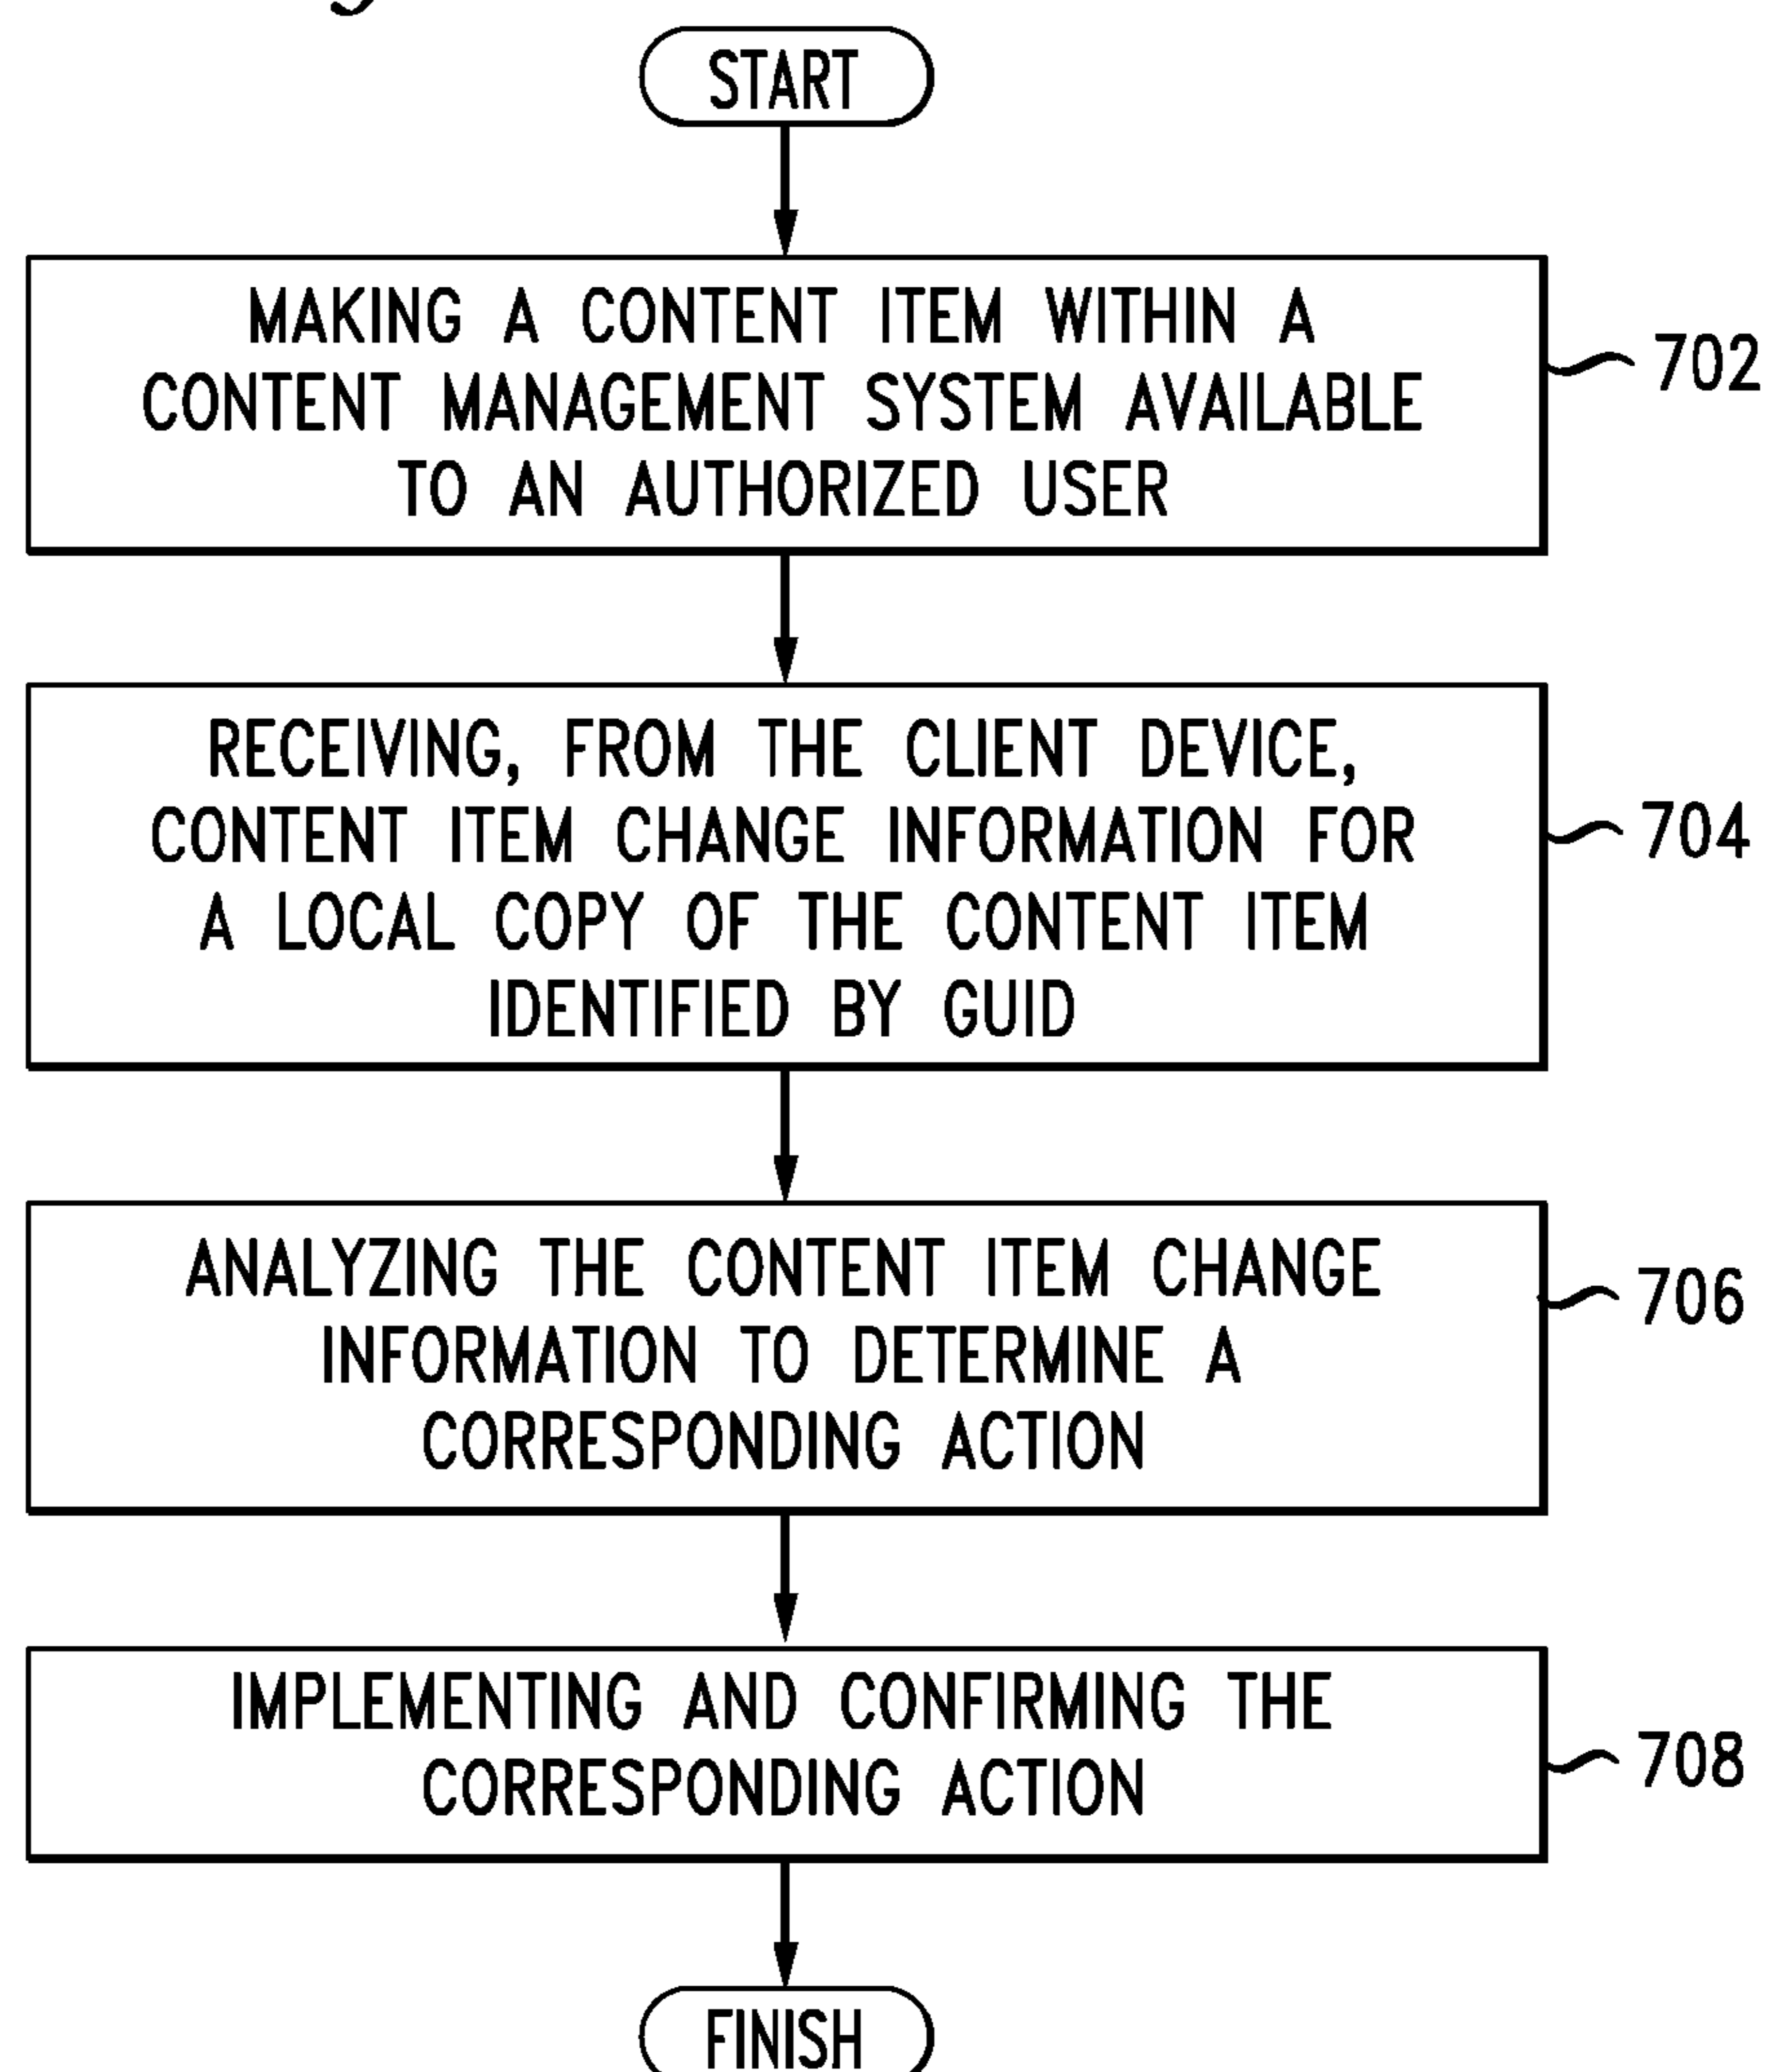 START
MAKING A CONTENT ITEM WITHIN A
CONTENT MANAGEMENT SYSTEM AVAILABLE
TO AN AUTHORIZED USER
702
RECEIVING, FROM THE CLIENT DEVICE,
CONTENT ITEM CHANGE INFORMATION FOR
A LOCAL COPY OF THE CONTENT ITEM
IDENTIFIED BY GUID
704
ANALYZING THE CONTENT ITEM CHANGE
INFORMATION TO DETERMINE A
CORRESPONDING ACTION
706
IMPLEMENTING AND CONFIRMING THE
CORRESPONDING ACTION
708
FINISH